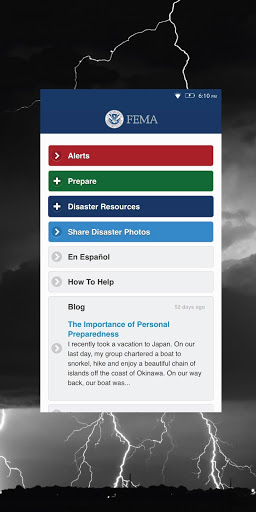 6:10 PM
FEMA
Alerts
Prepare
Disaster Resources
Share Disaster Photos
En Español
How To Help
Blog 52 days ago
The Importance of Personal
Preparedness
I recently took a vacation to Japan. On our
last day, my group chartered a boat to
snorkel, hike and enjoy a beautiful chain of
islands off the coast of Okinawa. On our way
back, our boat was...